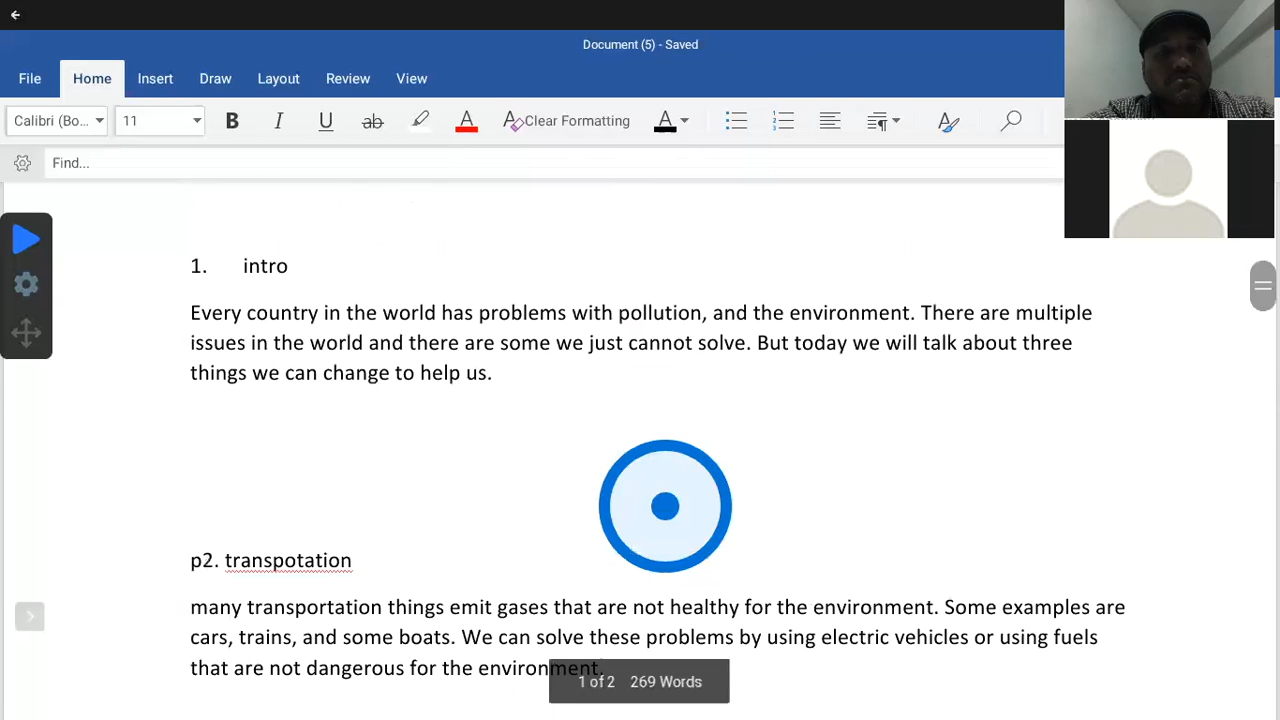 Document (5) - Saved
File Home Insert Draw Layout Review View
Calibri (Bo... 11 B I U ab A Clear Formatting A
Find...
1. intro
Every country in the world has problems with pollution, and the environment. There are multiple
issues in the world and there are some we just cannot solve. But today we will talk about three
things we can change to help us.
p2. transpotation
many transportation things emit gases that are not healthy for the environment. Some examples are
cars, trains, and some boats. We can solve these problems by using electric vehicles or using fuels
that are not dangerous for the environment.
1 of 2 269 Words